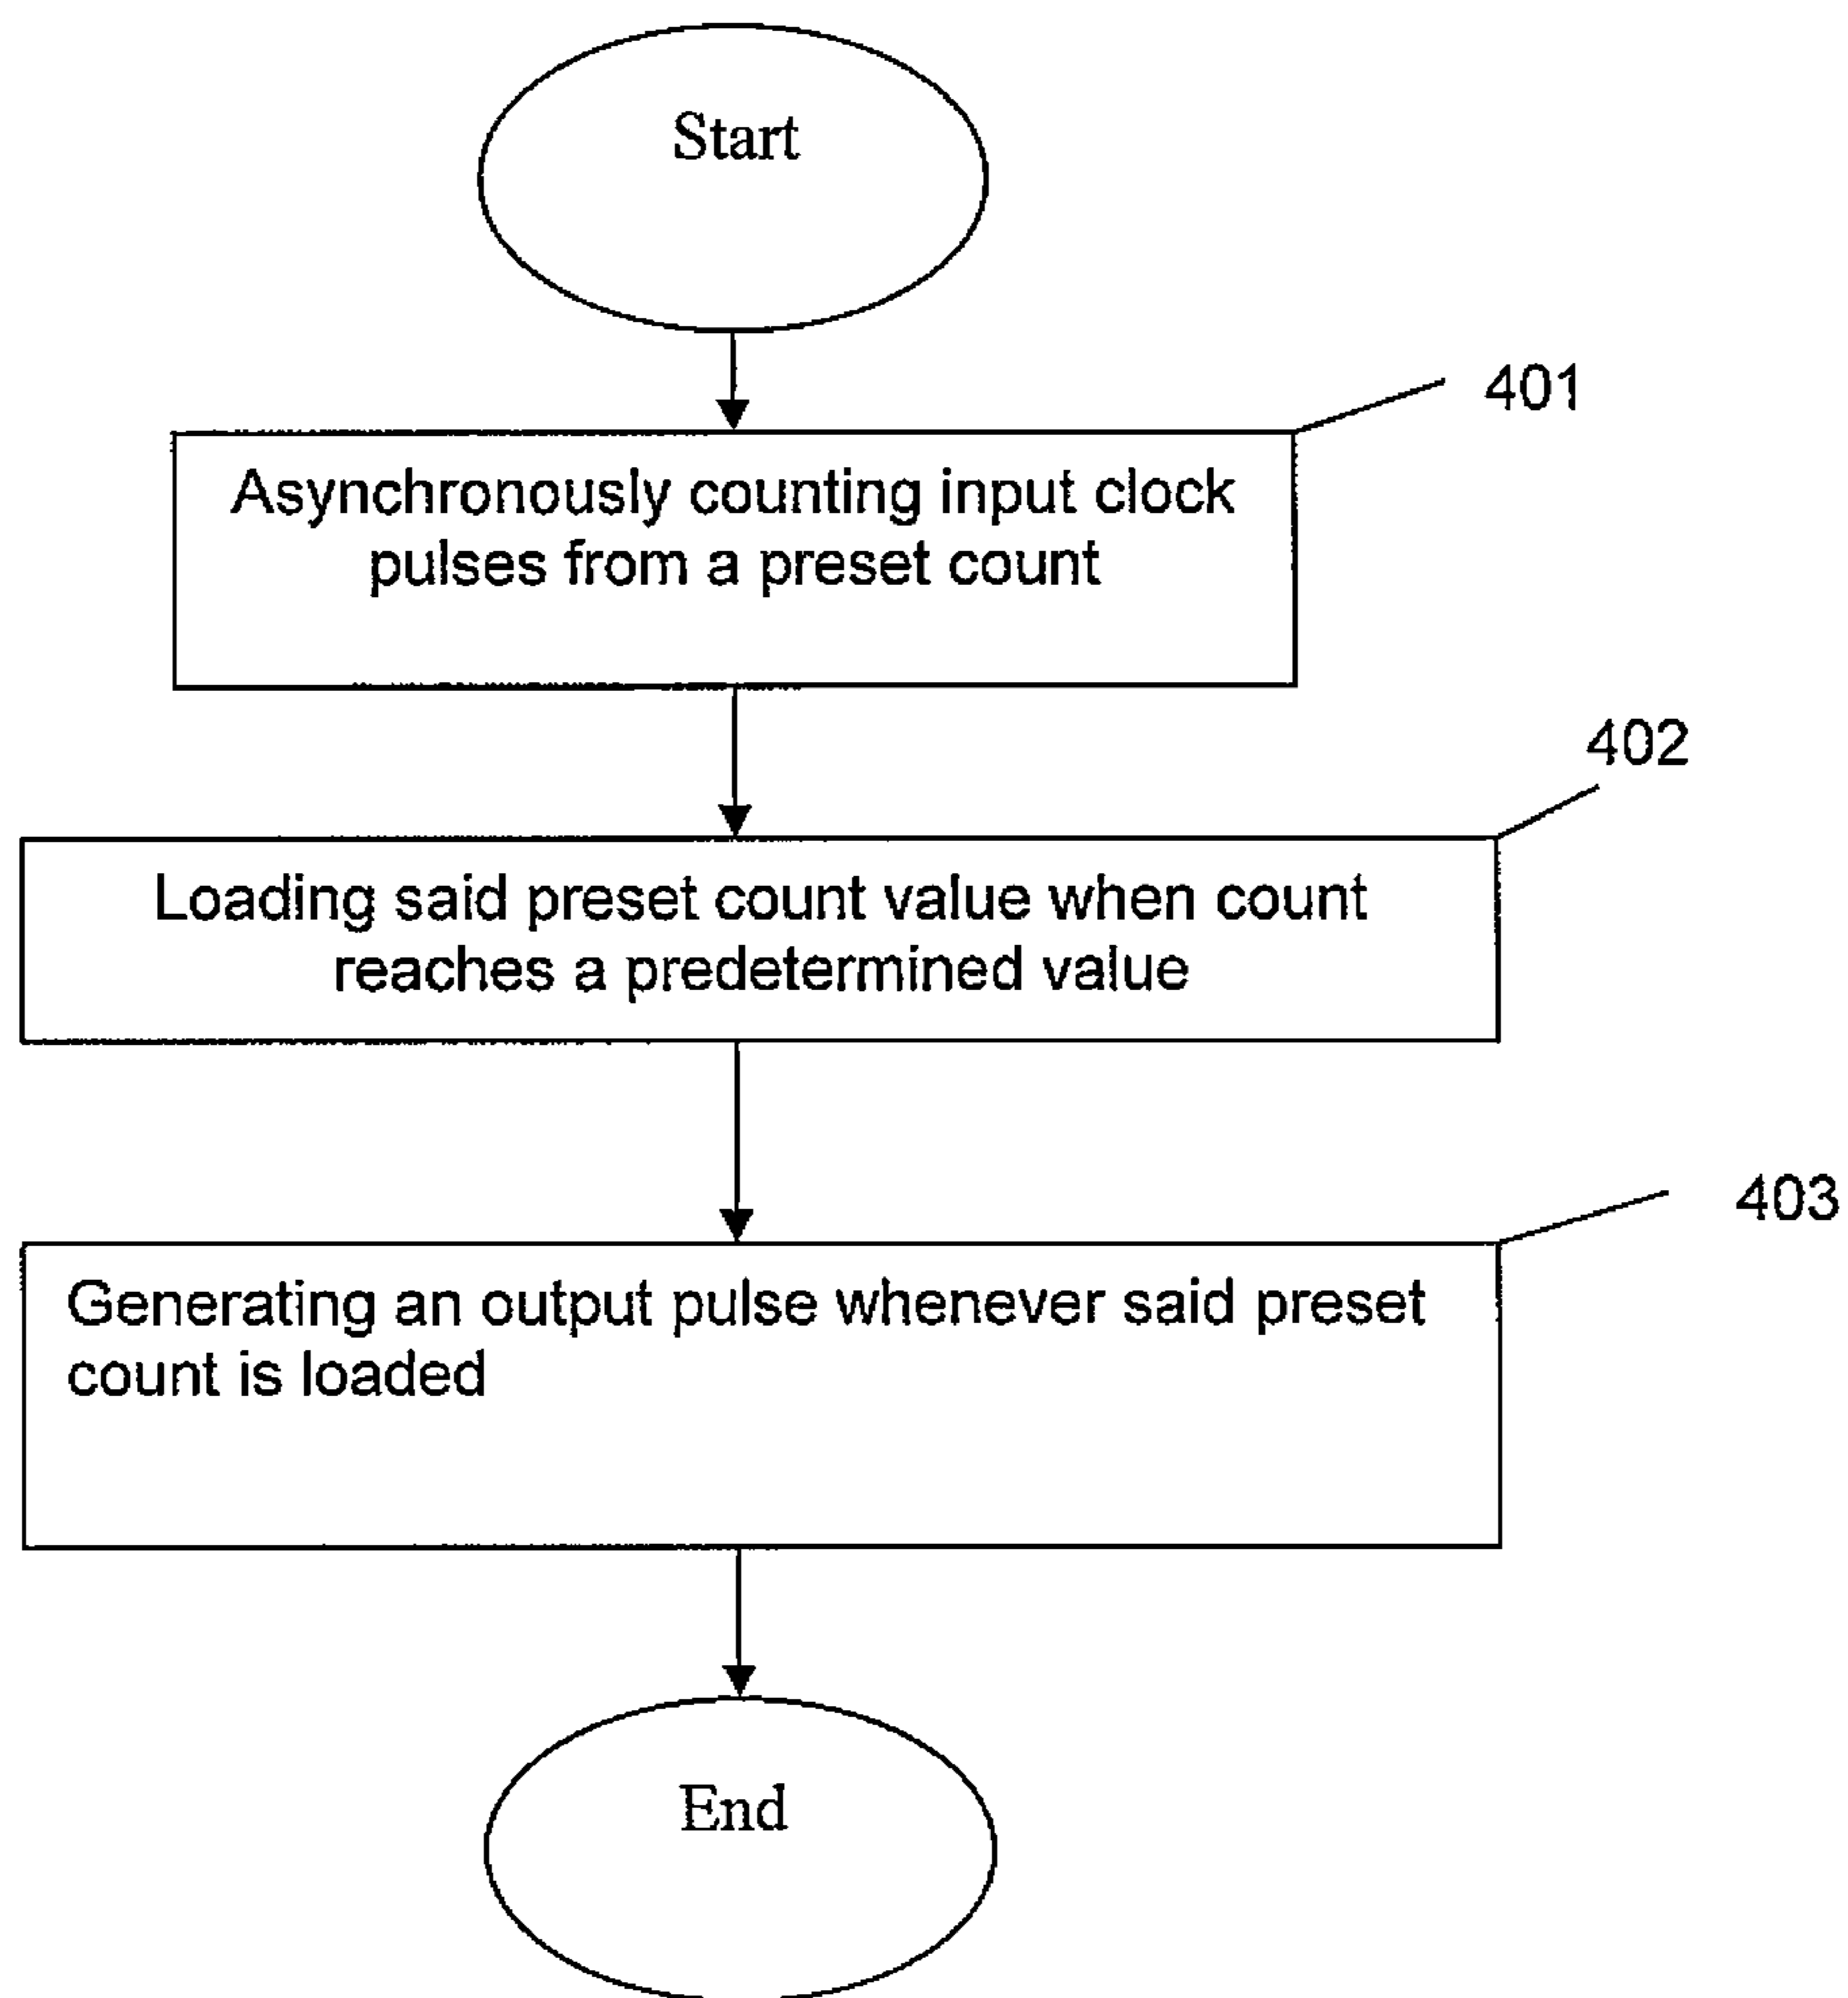 Start
401
Asynchronously counting input clock
pulses from a preset count
402
Loading said preset count value when count
reaches a predetermined value
403
Generating an output pulse whenever said preset
count is loaded
End